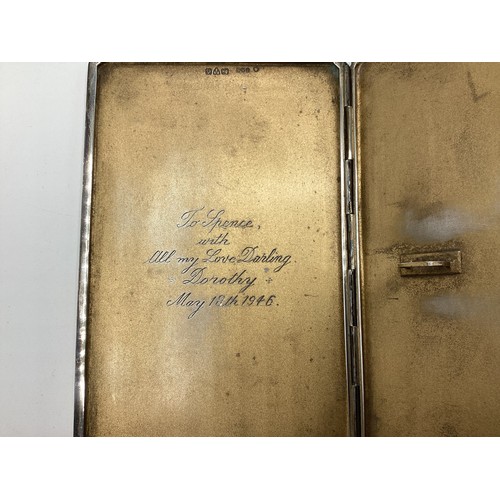 To Spence,
with
All my Love Darling.
Dorothy
May 18th 1946.